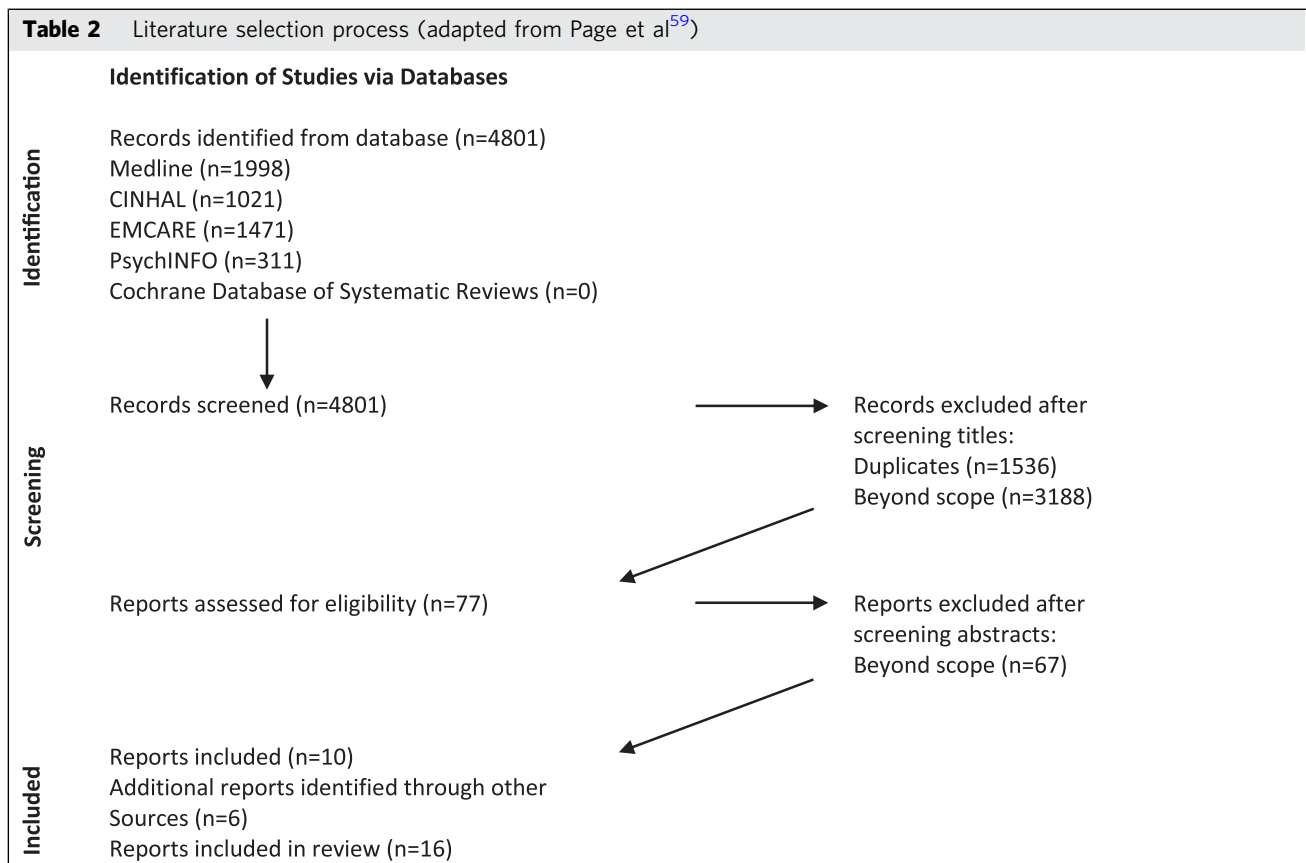 Table 2 Literature selection process (adapted from Page et al59)
Identification of Studies via Databases
Identification
Records identified from database (n=4801)
Medline (n=1998)
CINHAL (n=1021)
EMCARE (n=1471)
PsychINFO (n=311)
Cochrane Database of Systematic Reviews (n=0)
Screening
Records screened (n=4801)
Records excluded after
screening titles:
Duplicates (n=1536)
Beyond scope (n=3188)
Reports assessed for eligibility (n=77)
Reports excluded after
screening abstracts:
Beyond scope (n=67)
Included
Reports included (n=10)
Additional reports identified through other
Sources (n=6)
Reports included in review (n=16)